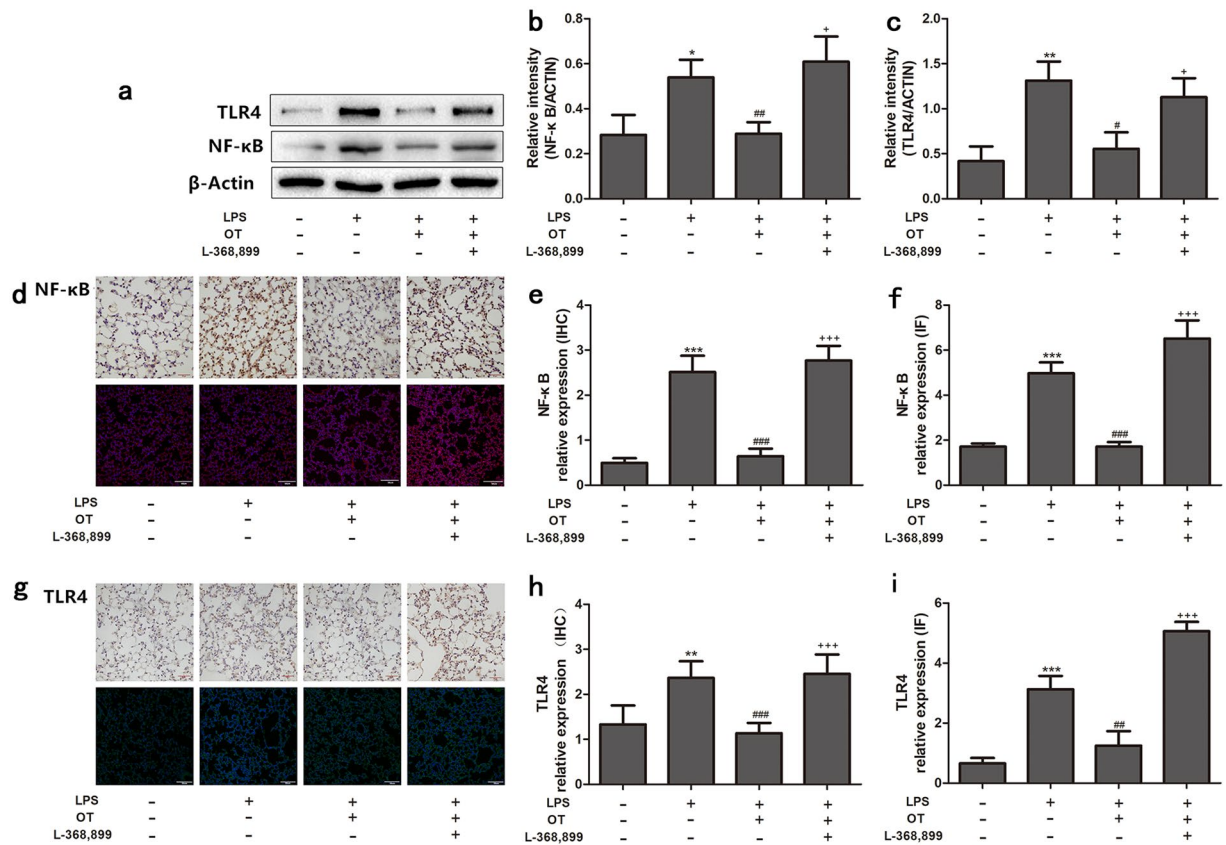 a
TLR4
NF-κB
β-Actin
LPS - + + +
OT - - + +
L-368,899 - - - +
b
Relative intensity
(NF-κ B/ACTIN)
0.8
0.6
0.4
0.2
0.0
* ## +
LPS - + + +
OT - - + +
L-368,899 - - - +
c
Relative intensity
(TLR4/ACTIN)
2.0
1.5
1.0
0.5
0.0
** # +
LPS - + + +
OT - - + +
L-368,899 - - - +
d
NF-κB
LPS - + + +
OT - - + +
L-368,899 - - - +
e
NF-κ B
relative expression (IHC)
4
3
2
1
0
*** ### +++
LPS - + + +
OT - - + +
L-368,899 - - - +
f
NF-κ B
relative expression (IF)
8
6
4
2
0
*** ### +++
LPS - + + +
OT - - + +
L-368,899 - - - +
g
TLR4
LPS - + + +
OT - - + +
L-368,899 - - - +
h
TLR4
relative expression（IHC）
4
3
2
1
0
** ### +++
LPS - + + +
OT - - + +
L-368,899 - - - +
i
TLR4
relative expression (IF)
6
4
2
0
*** ## +++
LPS - + + +
OT - - + +
L-368,899 - - - +